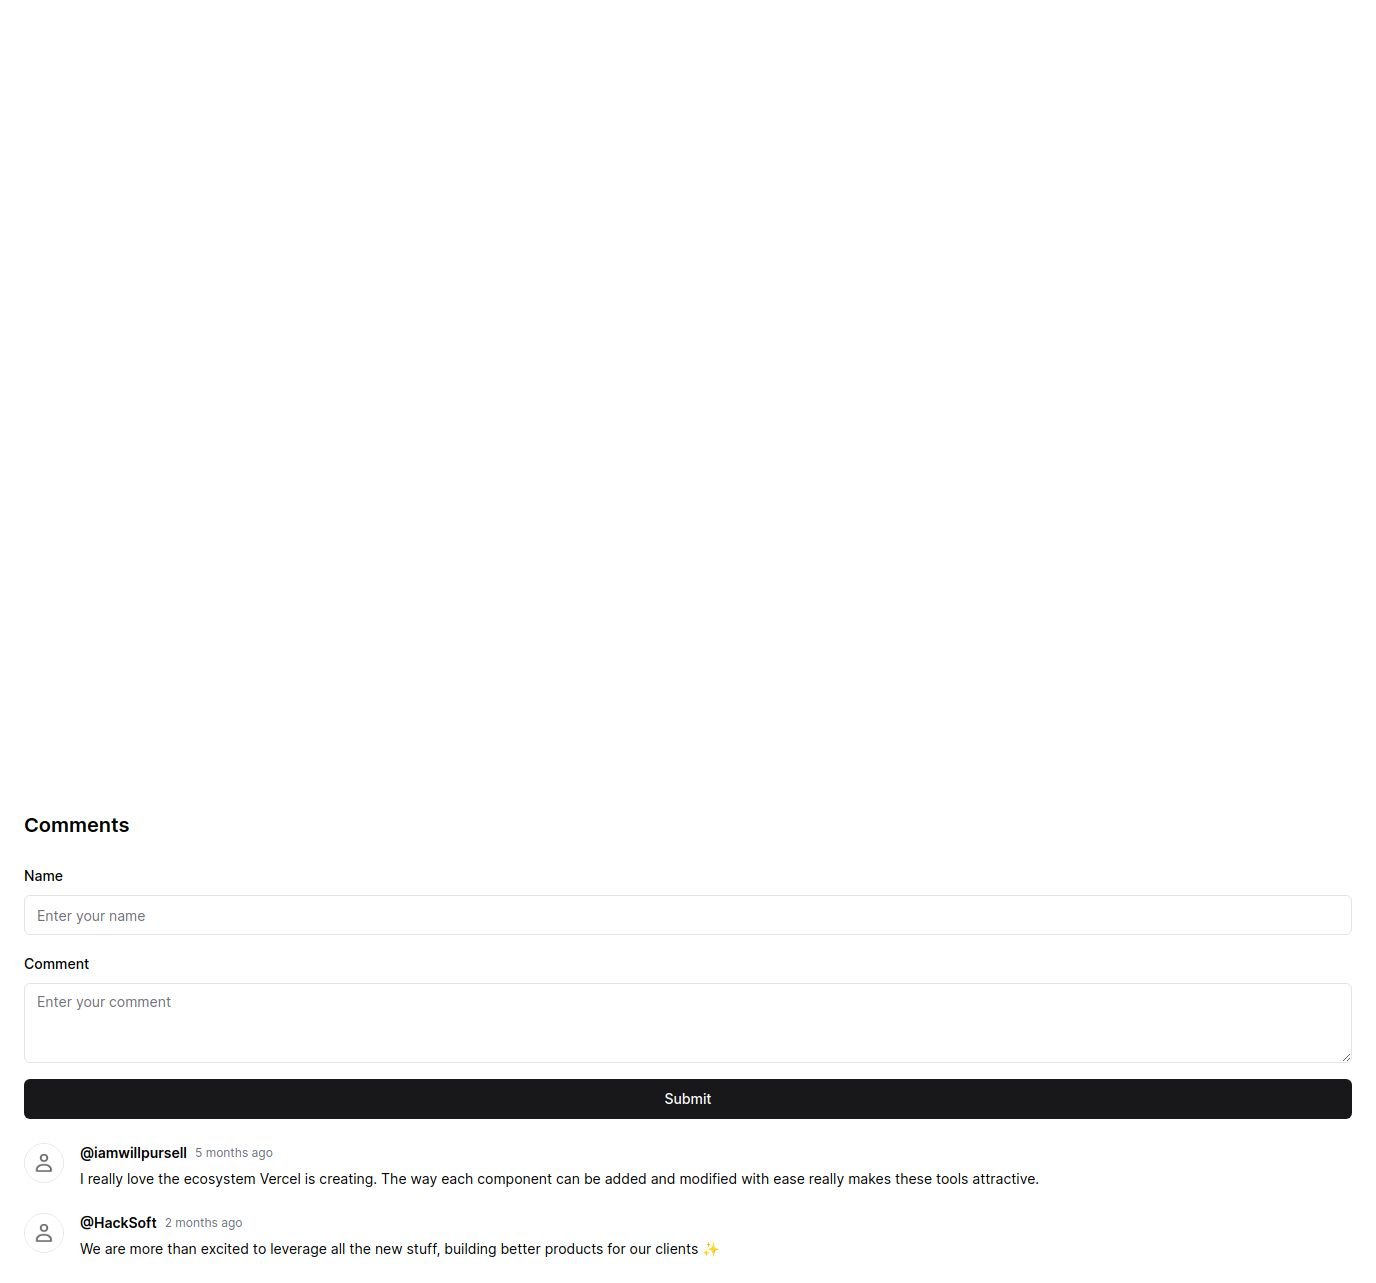 Comments
Name
Enter your name
Comment
Enter your comment
Submit
@iamwillpursell 5 months ago
I really love the ecosystem Vercel is creating. The way each component can be added and modified with ease really makes these tools attractive.
@HackSoft 2 months ago
We are more than excited to leverage all the new stuff, building better products for our clients ✨